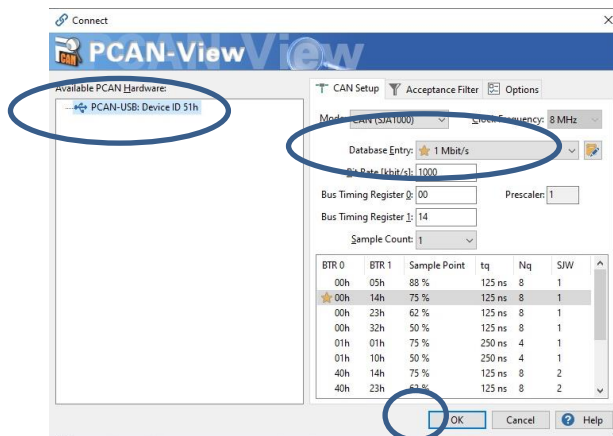 Connect
PCAN-View
Available PCAN Hardware:
PCAN-USB: Device ID 51h
CAN Setup Acceptance Filter Options
Mode: CAN (SJA1000) Clock Frequency: 8 MHz
Database Entry: 1 Mbit/s
Bit Rate [kbit/s]: 1000
Bus Timing Register 0: 00 Prescaler: 1
Bus Timing Register 1: 14
Sample Count: 1
BTR 0 BTR 1 Sample Point tq Nq SJW
00h 05h 88 % 125 ns 8 1
00h 14h 75 % 125 ns 8 1
00h 23h 62 % 125 ns 8 1
00h 32h 50 % 125 ns 8 1
01h 01h 75 % 250 ns 4 1
01h 10h 50 % 250 ns 4 1
40h 14h 75 % 125 ns 8 2
40h 23h 62 % 125 ns 8 2
OK Cancel Help